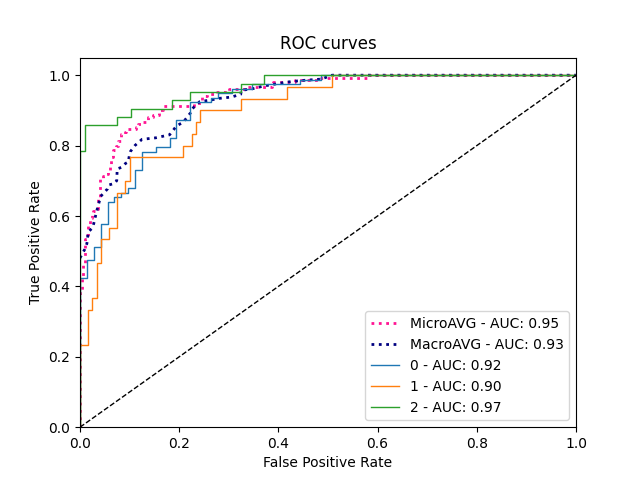 ROC curves
True Positive Rate
1.0
0.8
0.6
0.4
0.2
0.0
MicroAVG - AUC: 0.95
MacroAVG - AUC: 0.93
0 - AUC: 0.92
1 - AUC: 0.90
2 - AUC: 0.97
0.0 0.2 0.4 0.6 0.8 1.0
False Positive Rate